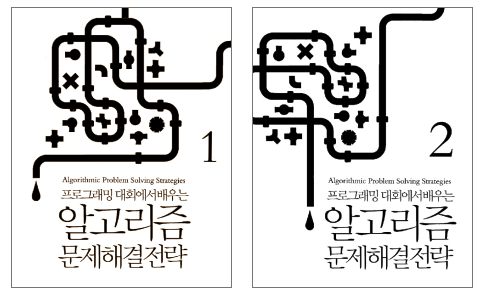 1
Algorithmic Problem Solving Strategies
프로그래밍 대회에서 배우는
알고리즘
문제해결전략
2
Algorithmic Problem Solving Strategies
프로그래밍 대회에서 배우는
알고리즘
문제해결전략